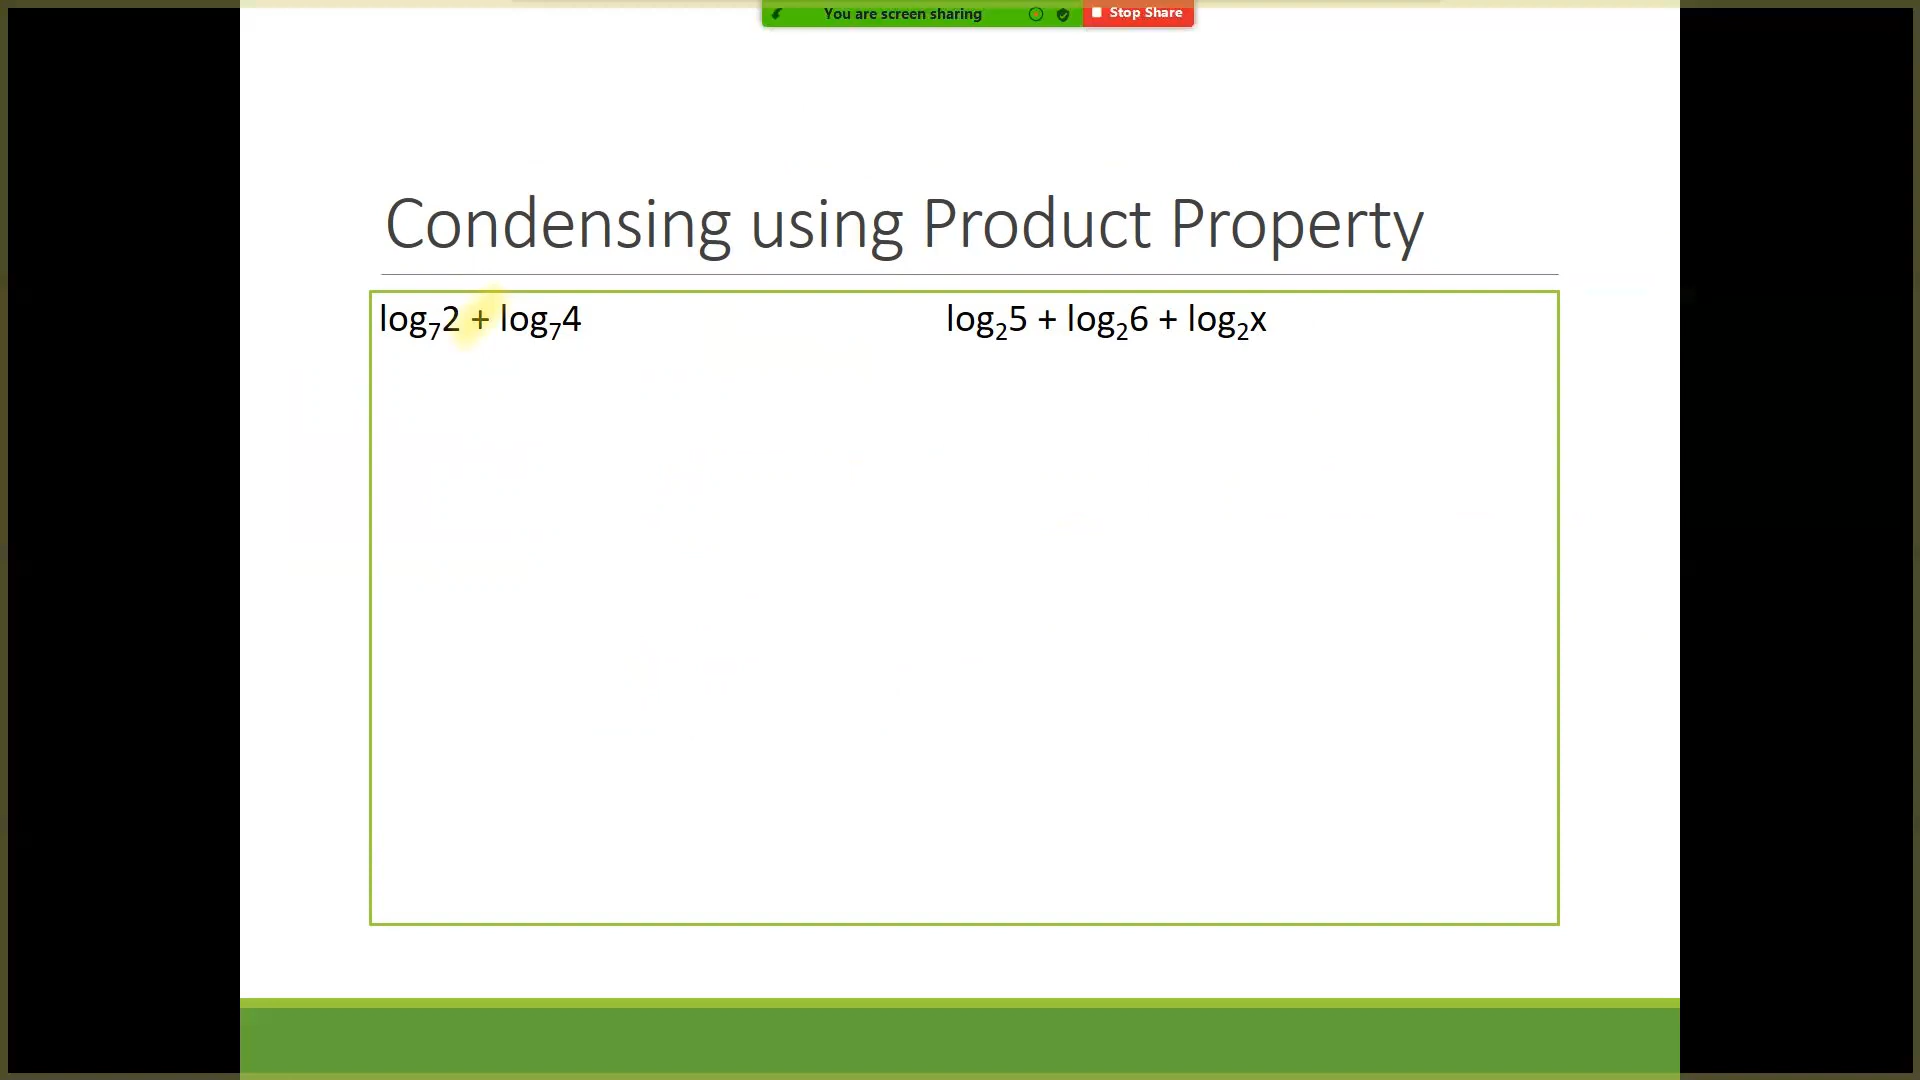 You are screen sharing Stop Share
Condensing using Product Property
log₇2 + log₇4 log₂5 + log₂6 + log₂x